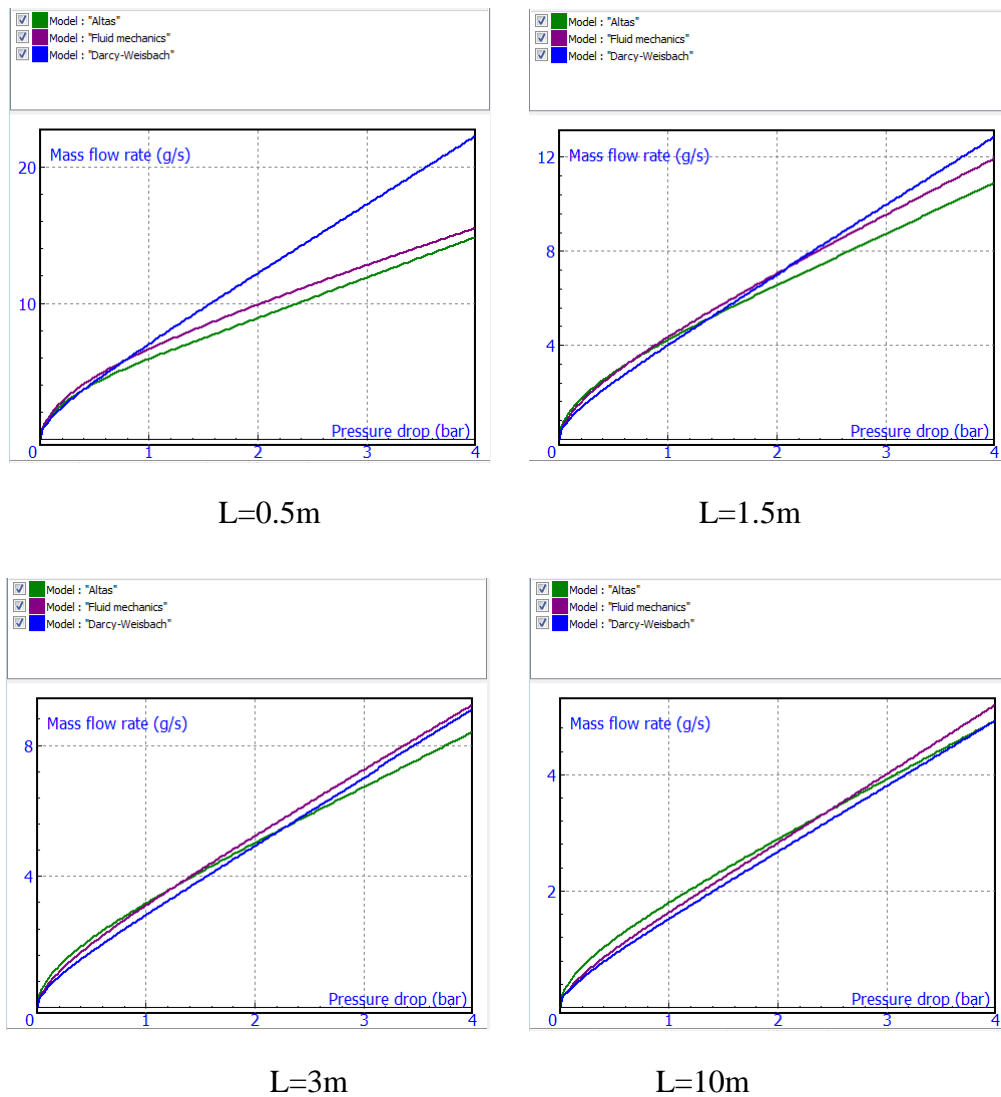 Model : "Altas"
Model : "Fluid mechanics"
Model : "Darcy-Weisbach"
Mass flow rate (g/s)
20
10
Pressure drop (bar)
0 1 2 3 4
L=0.5m
Model : "Altas"
Model : "Fluid mechanics"
Model : "Darcy-Weisbach"
12
Mass flow rate (g/s)
8
4
Pressure drop (bar)
0 1 2 3 4
L=1.5m
Model : "Altas"
Model : "Fluid mechanics"
Model : "Darcy-Weisbach"
Mass flow rate (g/s)
8
4
Pressure drop (bar)
0 1 2 3 4
L=3m
Model : "Altas"
Model : "Fluid mechanics"
Model : "Darcy-Weisbach"
Mass flow rate (g/s)
4
2
Pressure drop (bar)
0 1 2 3 4
L=10m